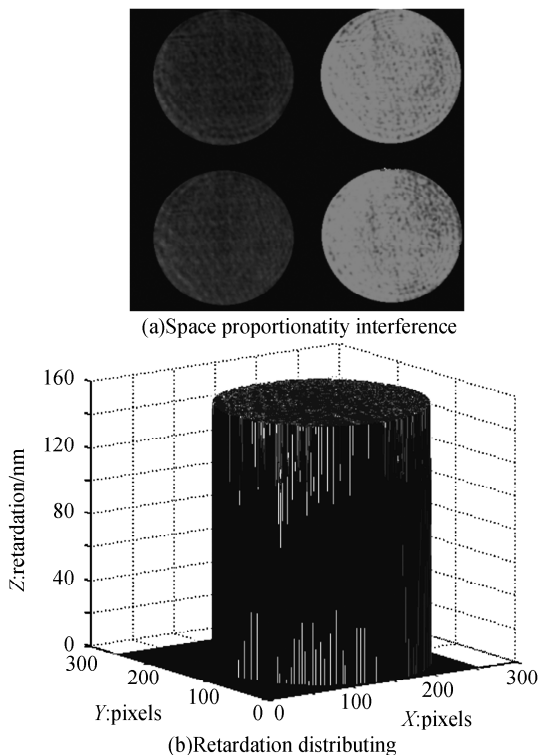 (a)Space proportionatity interference
160
120
80
40
0
Z:retardation/nm
300
200
100
0
Y:pixels
0
100
200
300
X:pixels
(b)Retardation distributing